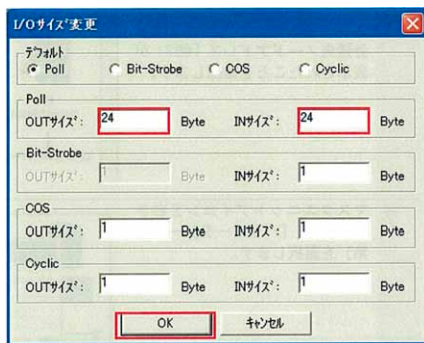 I/Oサイズ変更
デフォルト
Poll Bit-Strobe COS Cyclic
Poll
OUTサイズ: 24 Byte INサイズ: 24 Byte
Bit-Strobe
OUTサイズ: 1 Byte INサイズ: 1 Byte
COS
OUTサイズ: 1 Byte INサイズ: 1 Byte
Cyclic
OUTサイズ: 1 Byte INサイズ: 1 Byte
OK キャンセル